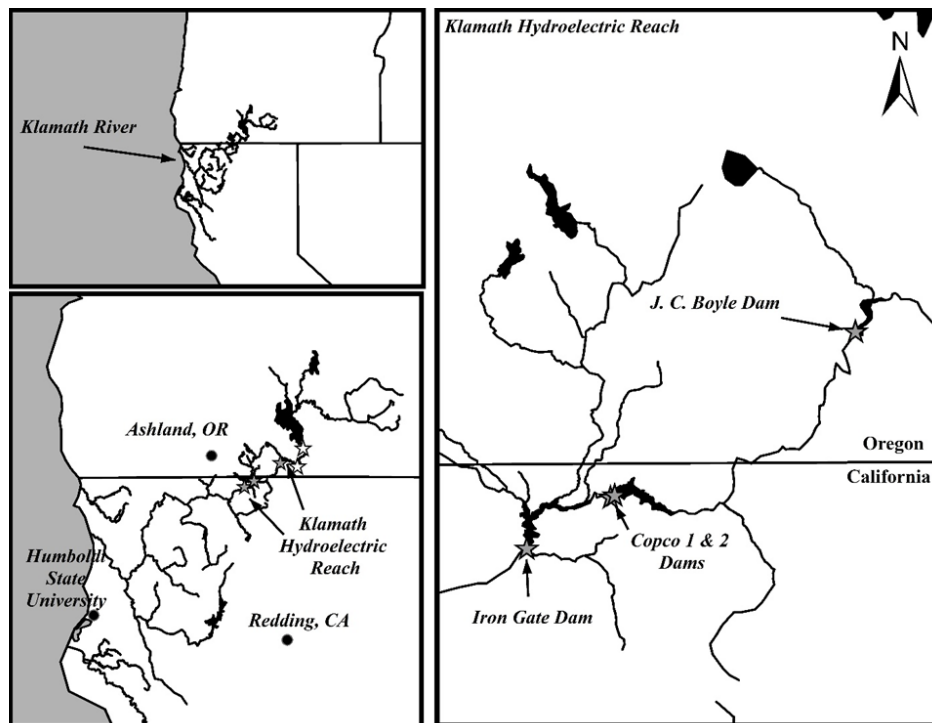 Klamath River
Ashland, OR
Klamath
Hydroelectric
Reach
Humboldt
State
University
Redding, CA
Klamath Hydroelectric Reach
N
J. C. Boyle Dam
Oregon
California
Copco 1 & 2
Dams
Iron Gate Dam